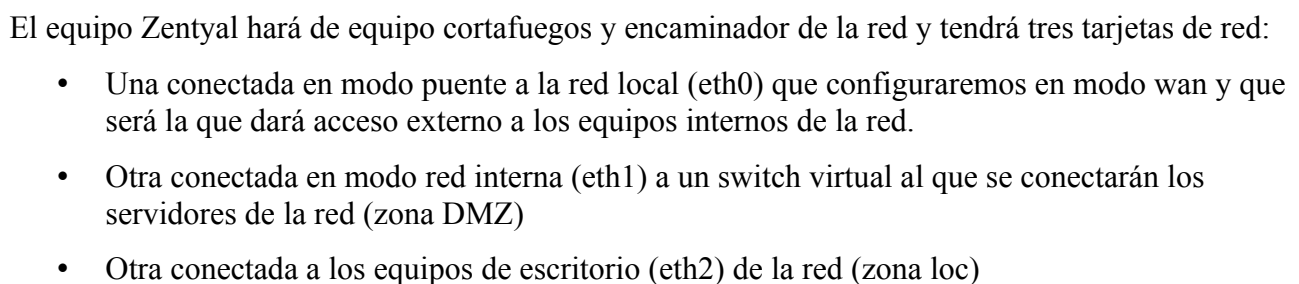 El equipo Zentyal hará de equipo cortafuegos y encaminador de la red y tendrá tres tarjetas de red:
• Una conectada en modo puente a la red local (eth0) que configuraremos en modo wan y que
será la que dará acceso externo a los equipos internos de la red.
• Otra conectada en modo red interna (eth1) a un switch virtual al que se conectarán los
servidores de la red (zona DMZ)
• Otra conectada a los equipos de escritorio (eth2) de la red (zona loc)